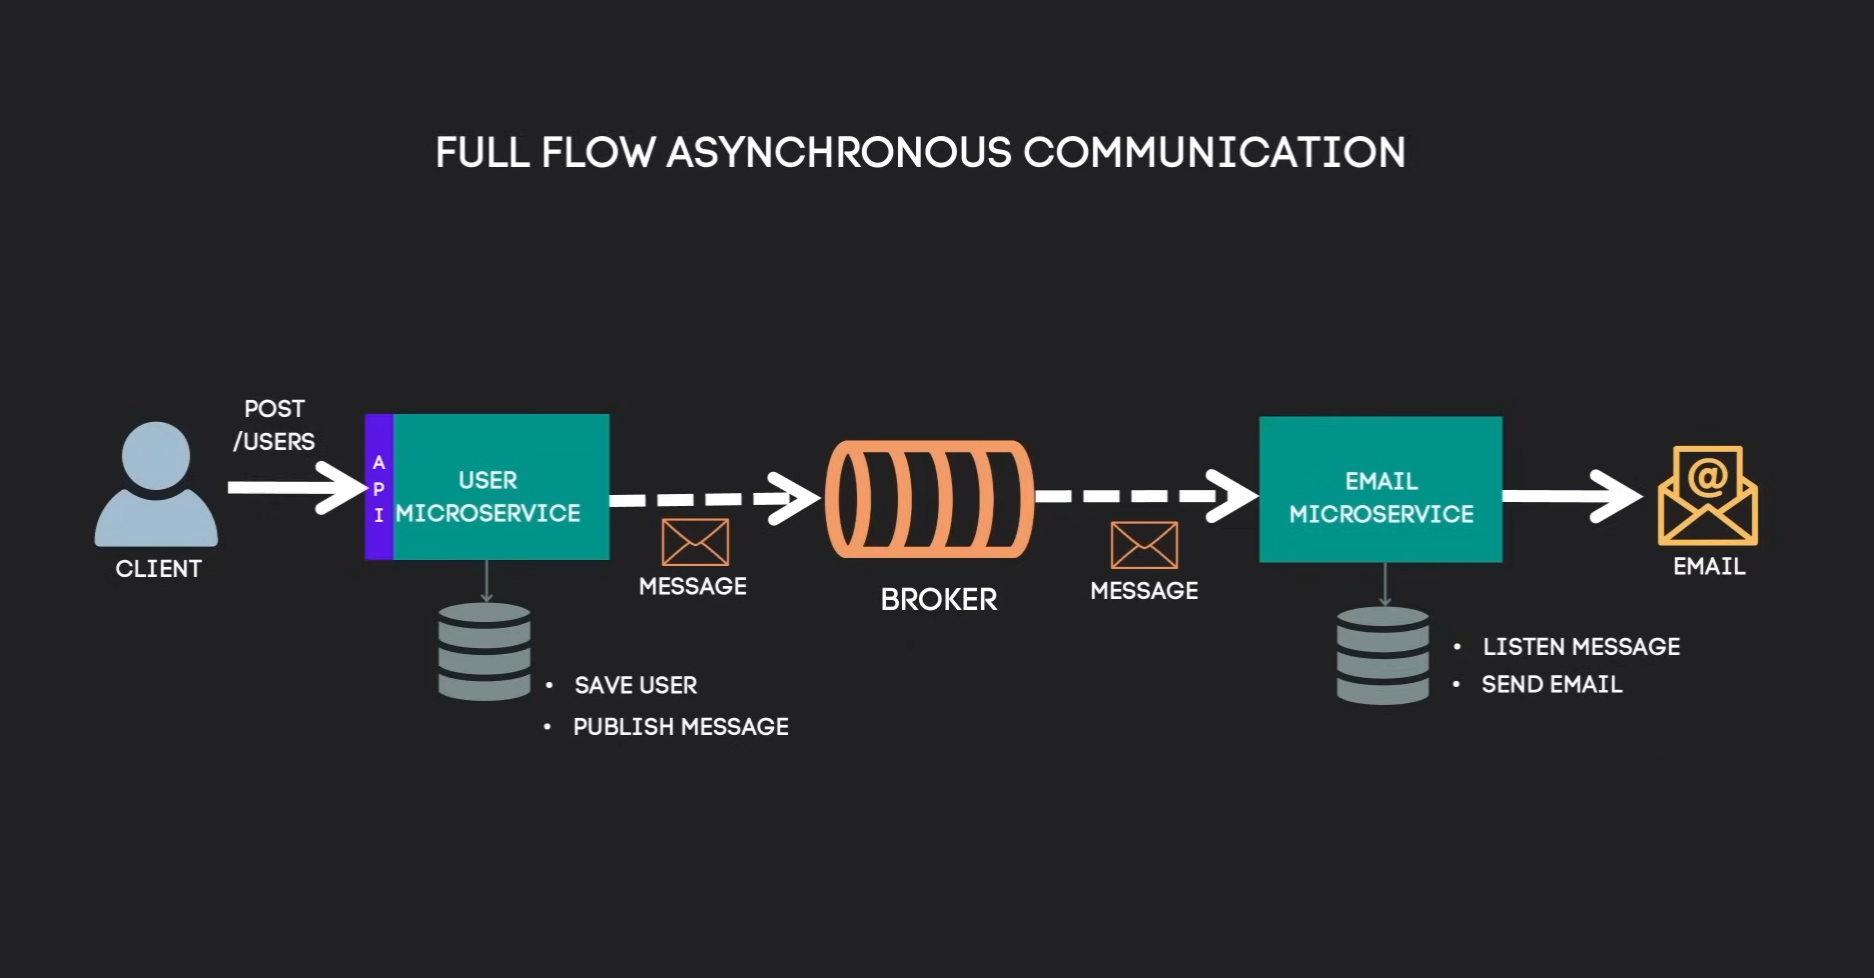 FULL FLOW ASYNCHRONOUS COMMUNICATION
POST
/USERS
CLIENT
A
P
I
USER
MICROSERVICE
MESSAGE
BROKER
MESSAGE
EMAIL
MICROSERVICE
EMAIL
• SAVE USER
• PUBLISH MESSAGE
• LISTEN MESSAGE
• SEND EMAIL